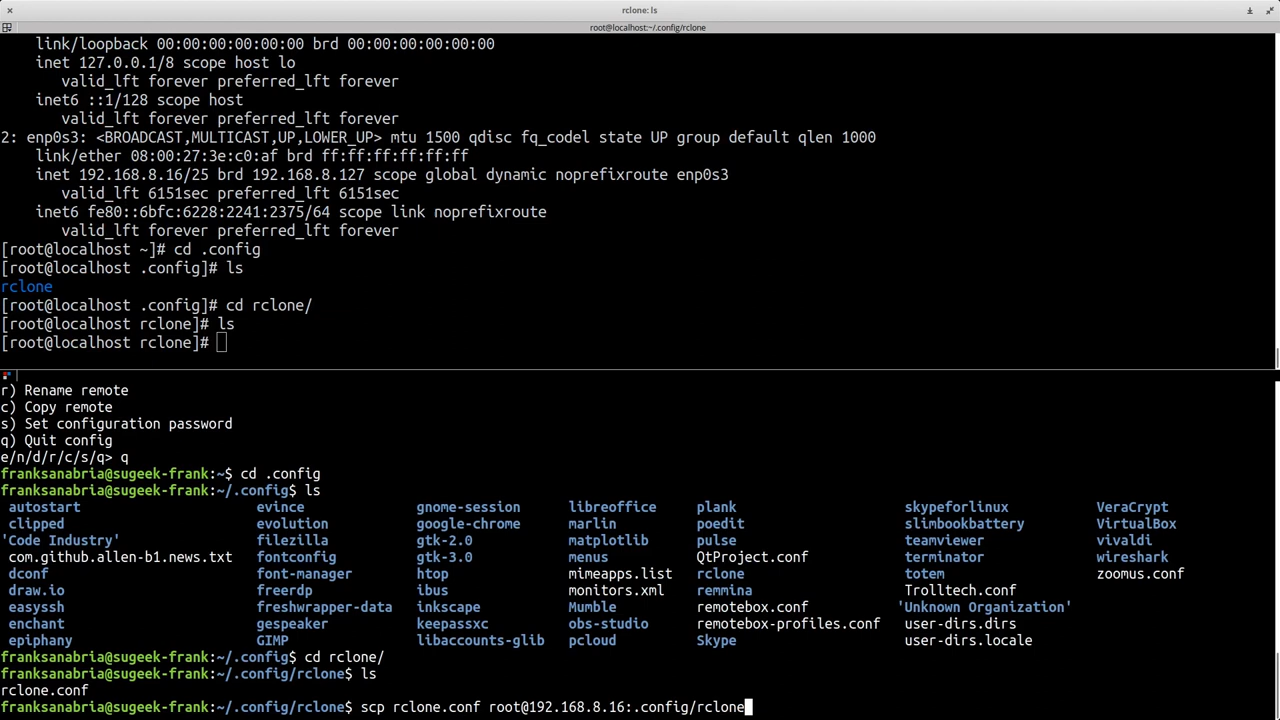 rclone: ls
root@localhost:~/.config/rclone
link/loopback 00:00:00:00:00:00 brd 00:00:00:00:00:00
inet 127.0.0.1/8 scope host lo
valid_lft forever preferred_lft forever
inet6 ::1/128 scope host
valid_lft forever preferred_lft forever
2: enp0s3: <BROADCAST,MULTICAST,UP,LOWER_UP> mtu 1500 qdisc fq_codel state UP group default qlen 1000
link/ether 08:00:27:3e:c0:af brd ff:ff:ff:ff:ff:ff
inet 192.168.8.16/25 brd 192.168.8.127 scope global dynamic noprefixroute enp0s3
valid_lft 6151sec preferred_lft 6151sec
inet6 fe80::6bfc:6228:2241:2375/64 scope link noprefixroute
valid_lft forever preferred_lft forever
[root@localhost ~]# cd .config
[root@localhost .config]# ls
rclone
[root@localhost .config]# cd rclone/
[root@localhost rclone]# ls
[root@localhost rclone]#
r) Rename remote
c) Copy remote
s) Set configuration password
q) Quit config
e/n/d/r/c/s/q> q
franksanabria@sugeek-frank:~$ cd .config
franksanabria@sugeek-frank:~/.config$ ls
autostart evince gnome-session libreoffice plank skypeforlinux VeraCrypt
clipped evolution google-chrome marlin poedit slimbookbattery VirtualBox
'Code Industry' filezilla gtk-2.0 matplotlib pulse teamviewer vivaldi
com.github.allen-b1.news.txt fontconfig gtk-3.0 menus QtProject.conf terminator wireshark
dconf font-manager htop mimeapps.list rclone totem zoomus.conf
draw.io freerdp ibus monitors.xml remmina Trolltech.conf
easyssh freshwrapper-data inkscape Mumble remotebox.conf 'Unknown Organization'
enchant gespeaker keepassxc obs-studio remotebox-profiles.conf user-dirs.dirs
epiphany GIMP libaccounts-glib pcloud Skype user-dirs.locale
franksanabria@sugeek-frank:~/.config$ cd rclone/
franksanabria@sugeek-frank:~/.config/rclone$ ls
rclone.conf
franksanabria@sugeek-frank:~/.config/rclone$ scp rclone.conf root@192.168.8.16:.config/rclone